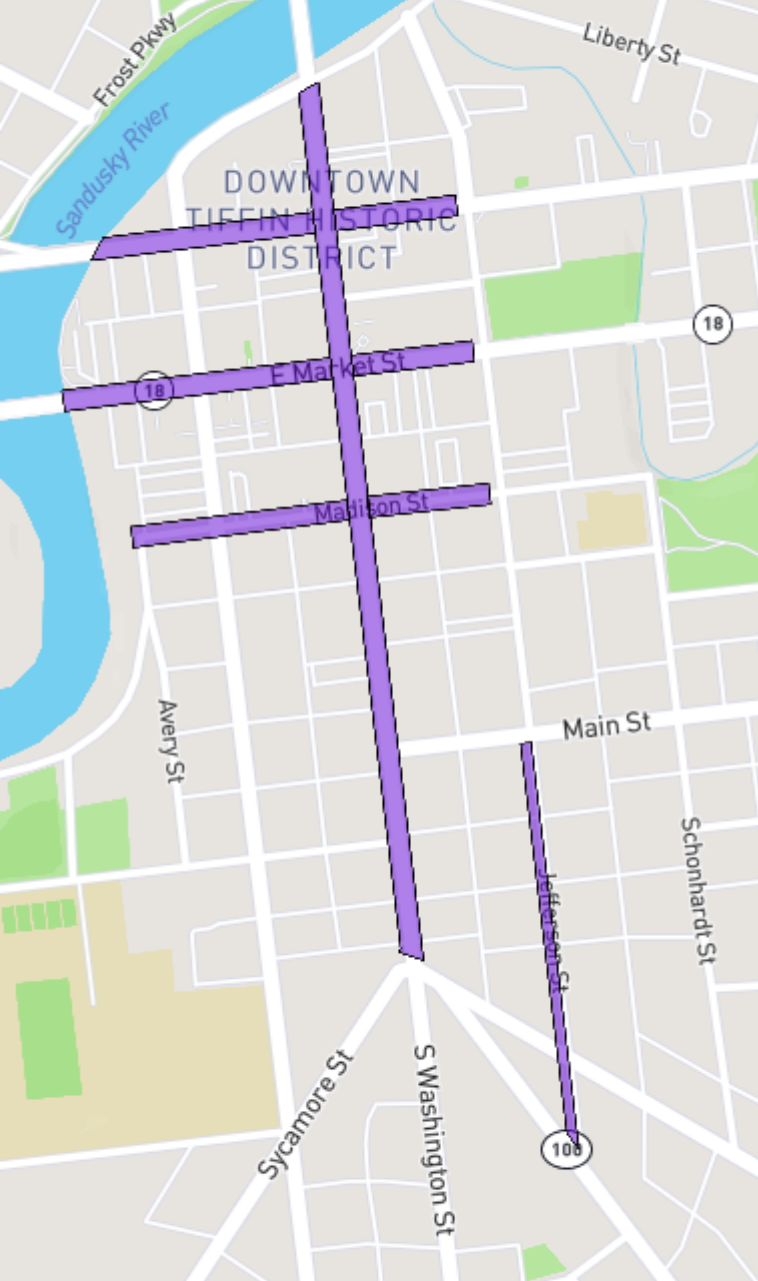 Liberty St
Frost Pkwy
Sandusky River
DOWNTOWN
TIFFIN HISTORIC
DISTRICT
18
E Market St
18
Madison St
Avery St
Main St
Schonhardt St
Jefferson St
Sycamore St
S Washington St
100